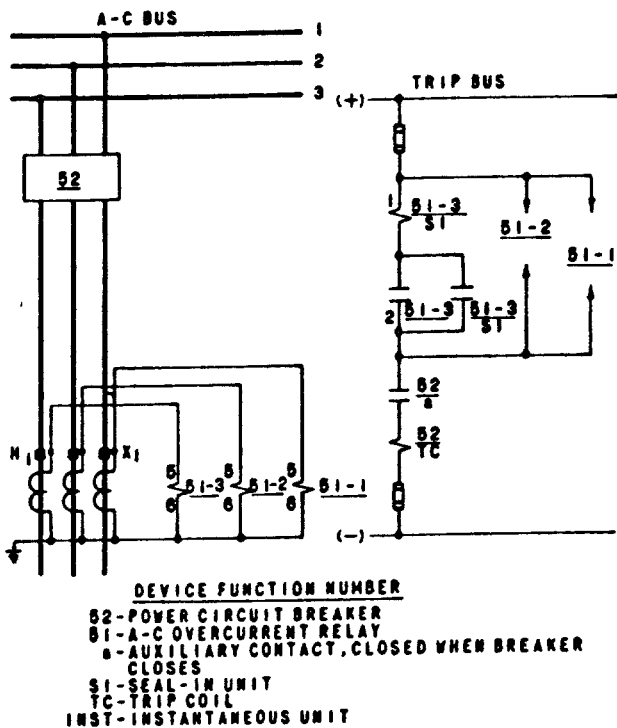 A-C BUS
1
2
3
TRIP BUS
(+)
52
1
51-3
SI
51-2
51-1
2
51-3
51-3
SI
52
a
52
TC
H1
X1
5
6
51-3
5
6
51-2
5
6
51-1
(-)
DEVICE FUNCTION NUMBER
52-POWER CIRCUIT BREAKER
51-A-C OVERCURRENT RELAY
a-AUXILIARY CONTACT, CLOSED WHEN BREAKER
CLOSES
SI-SEAL-IN UNIT
TC-TRIP COIL
INST-INSTANTANEOUS UNIT